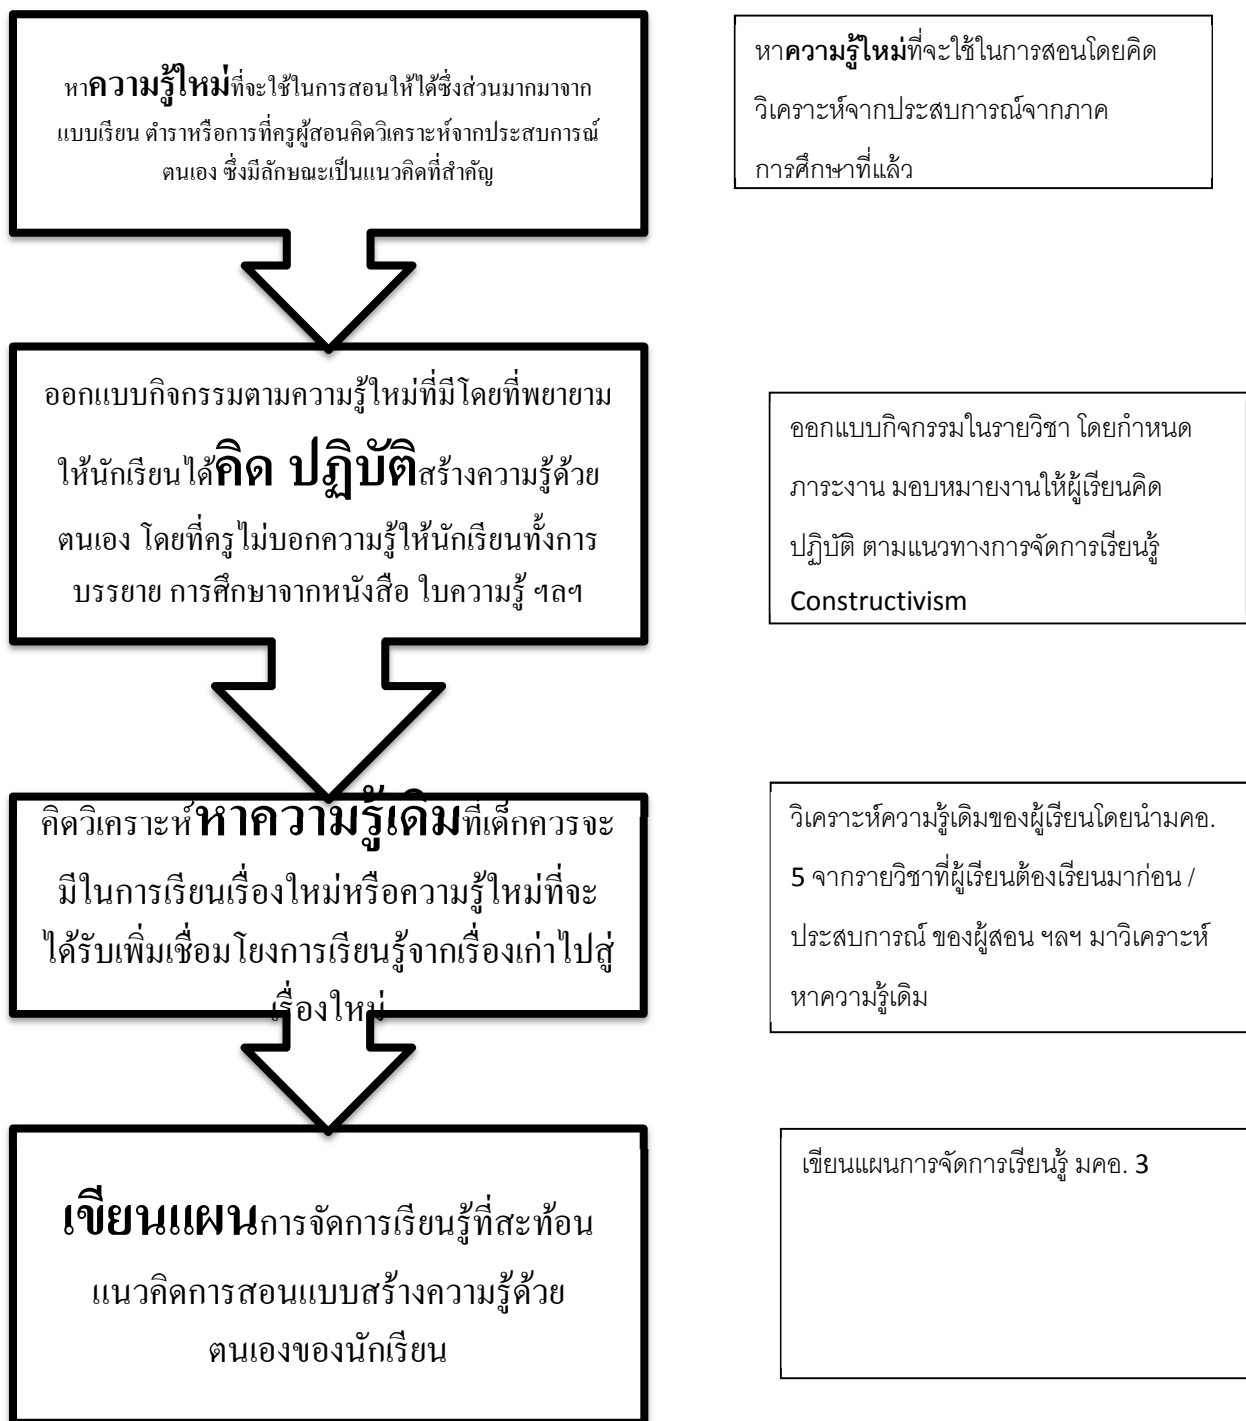 หาความรู้ใหม่ที่จะใช้ในการสอนให้ได้ซึ่งส่วนมากมาจาก
แบบเรียน ตำราหรือการที่ครูผู้สอนคิดวิเคราะห์จากประสบการณ์
ตนเอง ซึ่งมีลักษณะเป็นแนวคิดที่สำคัญ
หาความรู้ใหม่ที่จะใช้ในการสอนโดยคิด
วิเคราะห์จากประสบการณ์จากภาค
การศึกษาที่แล้ว
ออกแบบกิจกรรมตามความรู้ใหม่ที่มีโดยที่พยายาม
ให้นักเรียนได้คิด ปฏิบัติสร้างความรู้ด้วย
ตนเอง โดยที่ครูไม่บอกความรู้ให้นักเรียนทั้งการ
บรรยาย การศึกษาจากหนังสือ ใบความรู้ ฯลฯ
ออกแบบกิจกรรมในรายวิชา โดยกำหนด
ภาระงาน มอบหมายงานให้ผู้เรียนคิด
ปฏิบัติ ตามแนวทางการจัดการเรียนรู้
Constructivism
คิดวิเคราะห์หาความรู้เดิมที่เด็กควรจะ
มีในการเรียนเรื่องใหม่หรือความรู้ใหม่ที่จะ
ได้รับเพิ่มเชื่อมโยงการเรียนรู้จากเรื่องเก่าไปสู่
เรื่องใหม่
วิเคราะห์ความรู้เดิมของผู้เรียนโดยนำมคอ.
5 จากรายวิชาที่ผู้เรียนต้องเรียนมาก่อน /
ประสบการณ์ ของผู้สอน ฯลฯ มาวิเคราะห์
หาความรู้เดิม
เขียนแผนการจัดการเรียนรู้ที่สะท้อน
แนวคิดการสอนแบบสร้างความรู้ด้วย
ตนเองของนักเรียน
เขียนแผนการจัดการเรียนรู้ มคอ. 3